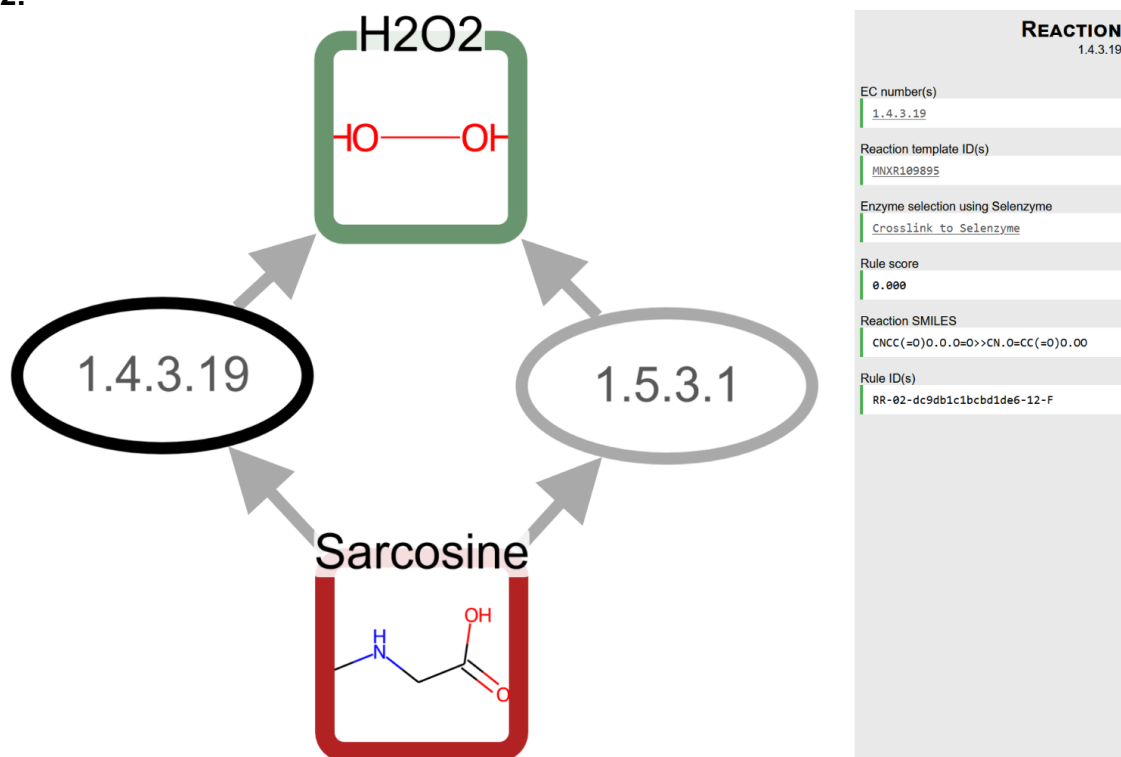 2.
H2O2
HO OH
1.4.3.19
1.5.3.1
Sarcosine
H
N
OH
O
REACTION
1.4.3.19
EC number(s)
1.4.3.19
Reaction template ID(s)
MNXR109895
Enzyme selection using Selenzyme
Crosslink to Selenzyme
Rule score
0.000
Reaction SMILES
CNCC(=O)O.O.O=O>>CN.O=CC(=O)O.OO
Rule ID(s)
RR-02-dc9db1c1bcbd1de6-12-F